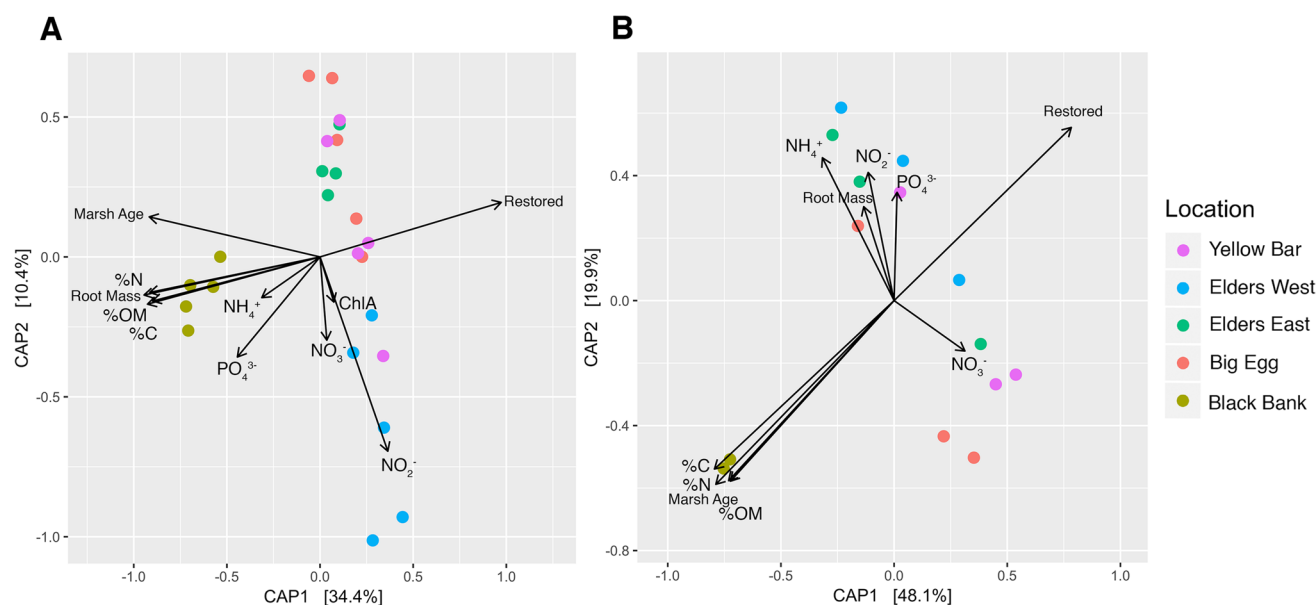 A
B
0.5
0.0
-0.5
-1.0
CAP2 [10.4%]
Marsh Age
Restored
%N
Root Mass
%OM
%C
NH₄⁺
PO₄³⁻
ChlA
NO₃⁻
NO₂⁻
-1.0 -0.5 0.0 0.5 1.0
CAP1 [34.4%]
0.4
0.0
-0.4
-0.8
CAP2 [19.9%]
Restored
NH₄⁺
NO₂⁻
PO₄³⁻
Root Mass
NO₃⁻
%C
%N
Marsh Age
%OM
-1.0 -0.5 0.0 0.5 1.0
CAP1 [48.1%]
Location
Yellow Bar
Elders West
Elders East
Big Egg
Black Bank